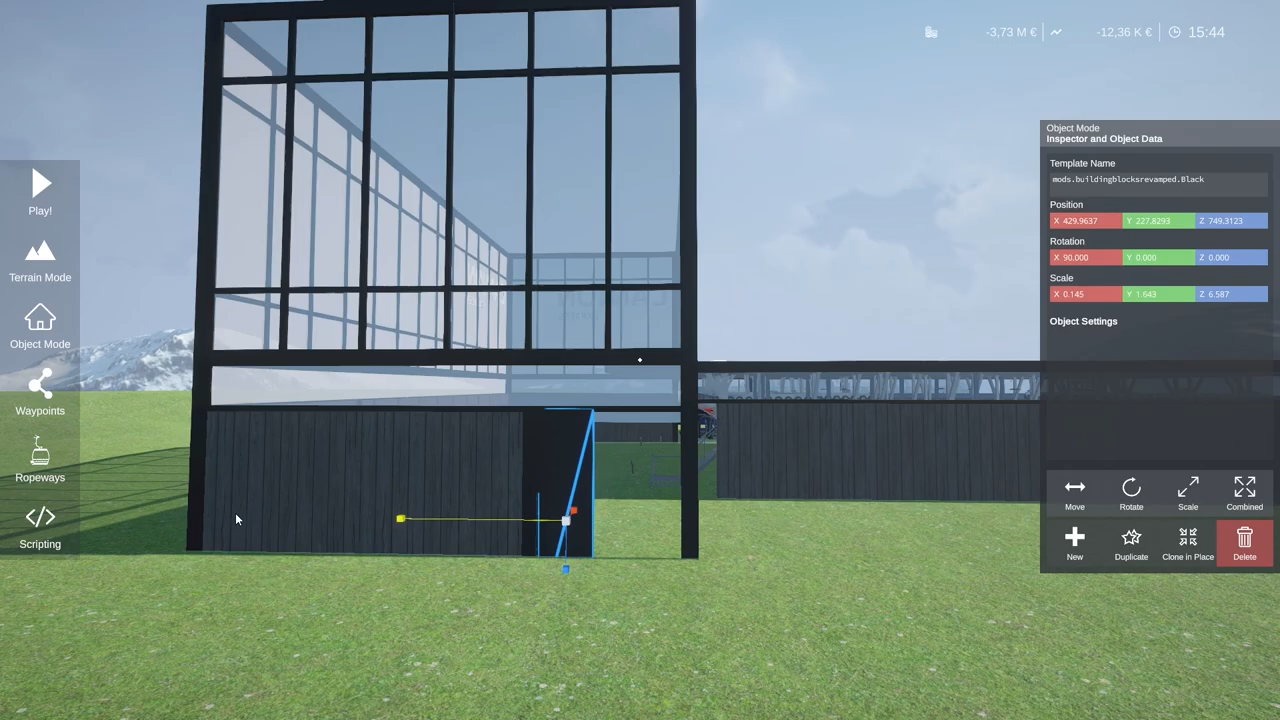 -3,73 M € -12,36 K € 15:44
Object Mode
Inspector and Object Data
Template Name
mods.buildingblocksrevamped.Black
Position
X 429.9637 Y 227.8293 Z 749.3123
Rotation
X 90.000 Y 0.000 Z 0.000
Scale
X 0.145 Y 1.643 Z 6.587
Object Settings
Move Rotate Scale Combined
New Duplicate Clone in Place Delete
Play!
Terrain Mode
Object Mode
Waypoints
Ropeways
Scripting